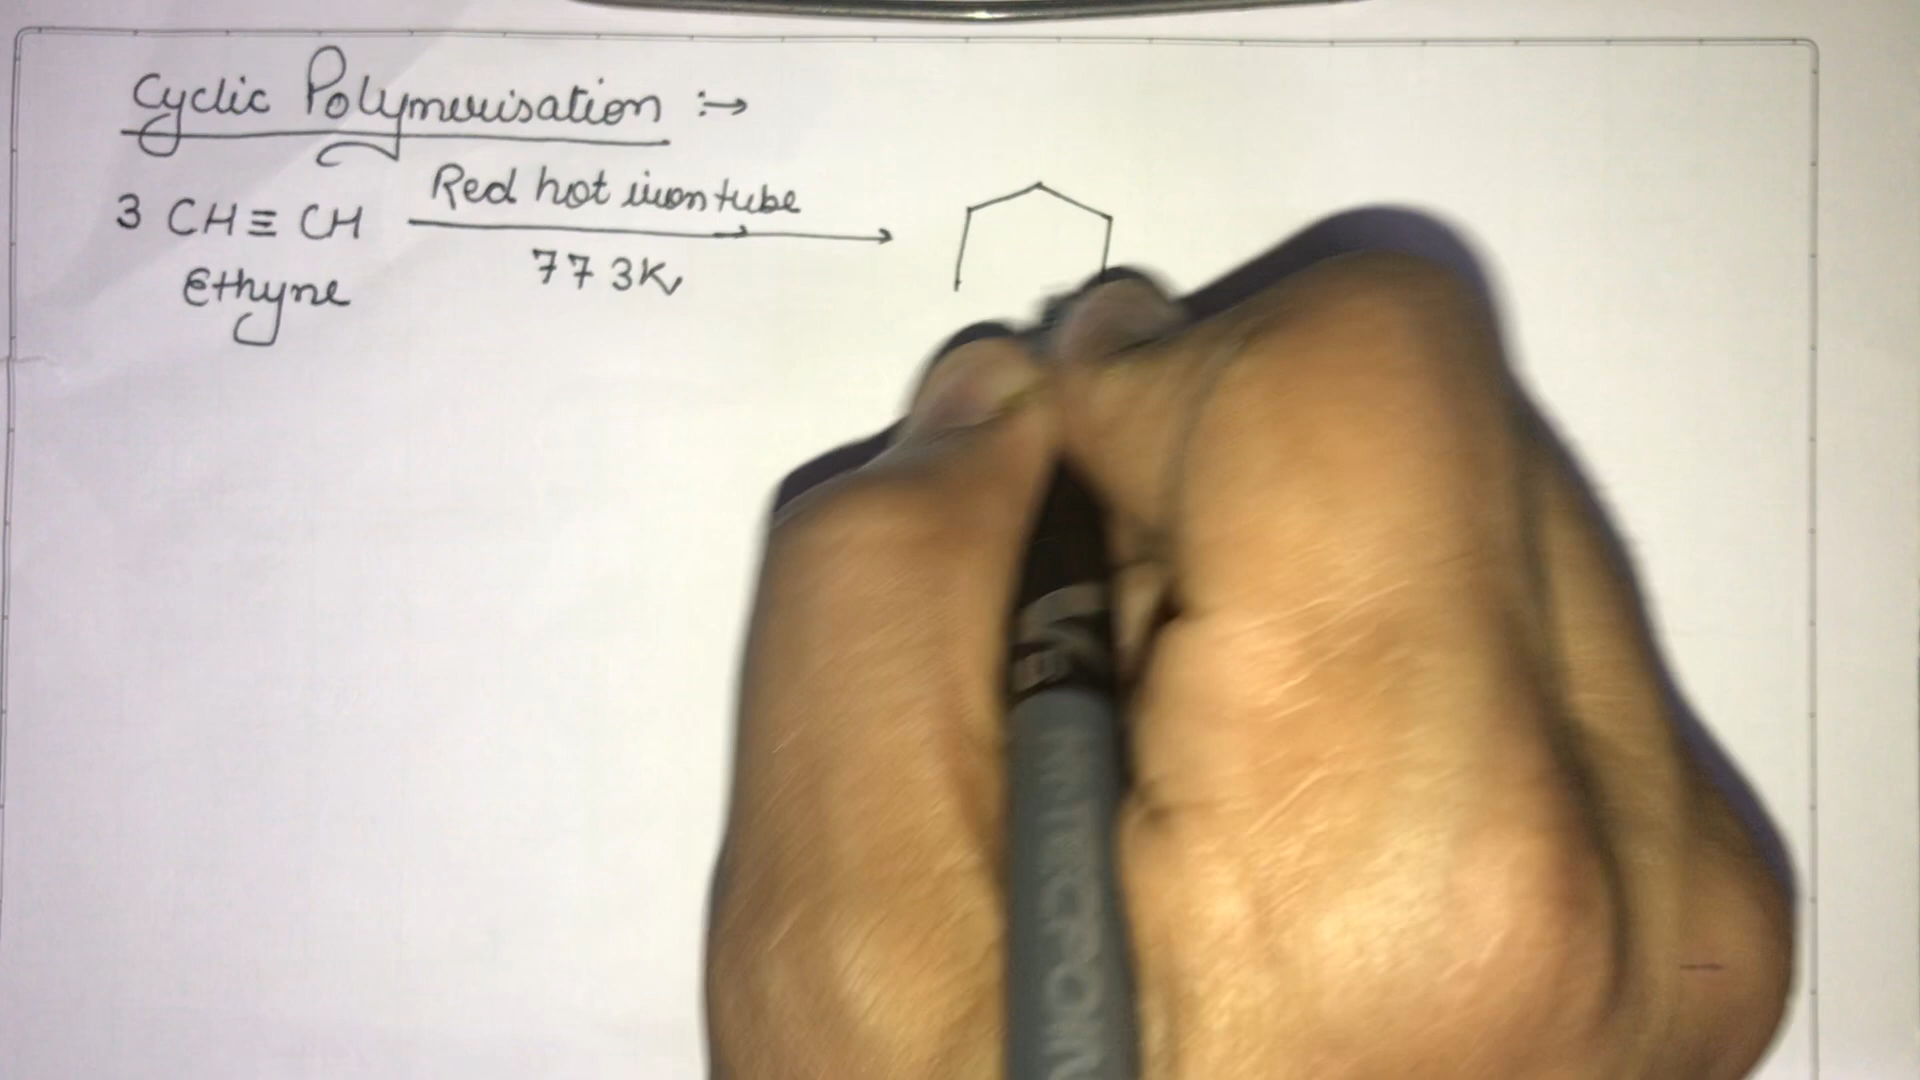 Cyclic Polymerisation :→
Red hot iron tube
3 CH≡CH
773K
Ethyne